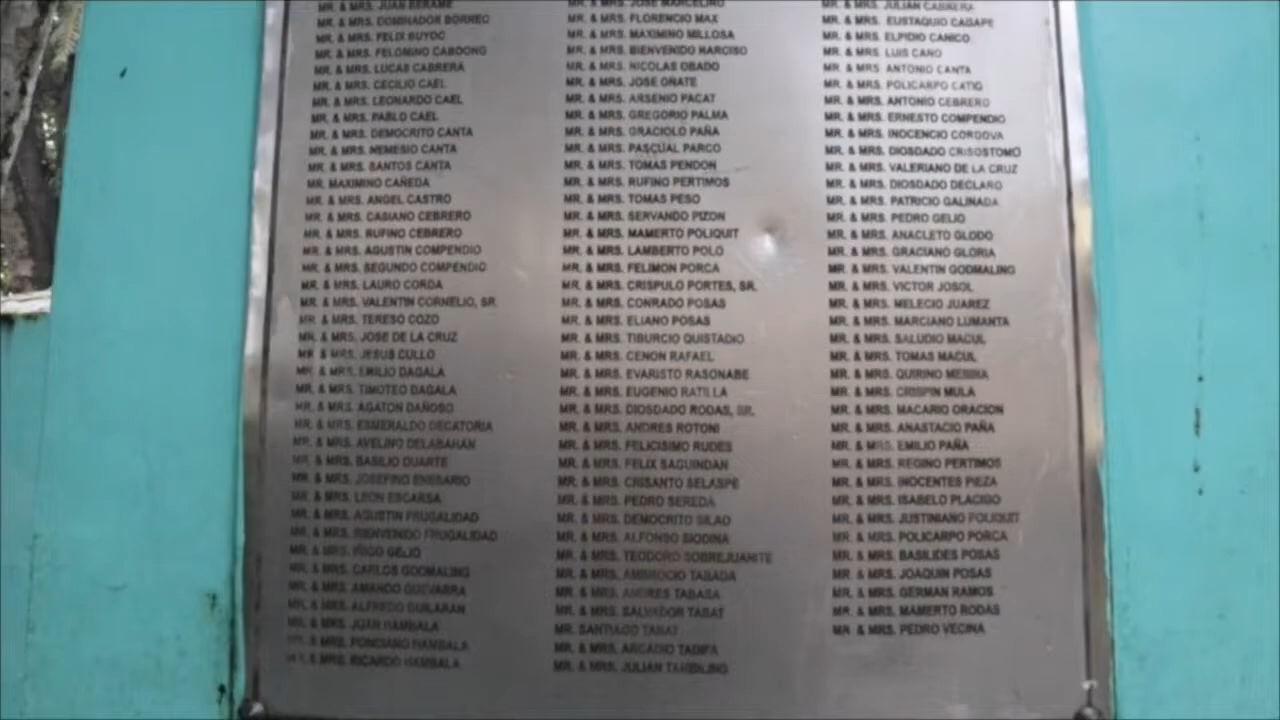 MR. & MRS. JUAN BERAME
MR. & MRS. DOMINADOR BORREO
MR. & MRS. FELIX BUYOC
MR. & MRS. FELOMINO CABOONG
MR. & MRS. LUCAS CABRERA
MR. & MRS. CECILIO CAEL
MR. & MRS. LEONARDO CAEL
MR. & MRS. PABLO CAEL
MR. & MRS. DEMOCRITO CANTA
MR. & MRS. NEMESIO CANTA
MR. & MRS. SANTOS CANTA
MR. MAXIMINO CAÑEDA
MR. & MRS. ANGEL CASTRO
MR. & MRS. CASIANO CEBRERO
MR. & MRS. RUFINO CEBRERO
MR. & MRS. AGUSTIN COMPENDIO
MR. & MRS. SEGUNDO COMPENDIO
MR. & MRS. LAURO CORDA
MR. & MRS. VALENTIN CORNELIO, SR.
MR. & MRS. TERESO COZO
MR. & MRS. JOSE DE LA CRUZ
MR. & MRS. JESUS CULLO
MR. & MRS. EMILIO DAGALA
MR. & MRS. TIMOTEO DAGALA
MR. & MRS. AGATON DAÑOSO
MR. & MRS. ESMERALDO DECATORIA
MR. & MRS. AVELINO DELABAHAN
MR. & MRS. BASILIO DUARTE
MR. & MRS. JOSEFINO ENESARIO
MR. & MRS. LEON ESCARSA
MR. & MRS. AGUSTIN FRUGALIDAD
MR. & MRS. BIENVENIDO FRUGALIDAD
MR. & MRS. IÑIGO GEIJO
MR. & MRS. CARLOS GODMALING
MR. & MRS. AMANDO GUEVARRA
MR. & MRS. ALFREDO
MR. & MRS. JUAN HAMBALA
MR. & MRS. PONCIANO HAMBALA
MR. & MRS. RICARDO HAMBALA
MR. & MRS. JOSE MARCELINO
MR. & MRS. FLORENCIO MAX
MR. & MRS. MAXIMINO MILLOSA
MR. & MRS. BIENVENIDO NARCISO
MR. & MRS. NICOLAS OBADO
MR. & MRS. JOSE OÑATE
MR. & MRS. ARSENIO PACAT
MR. & MRS. GREGORIO PALMA
MR. & MRS. GRACIOLO PAÑA
MR. & MRS. PASCUAL PARCO
MR. & MRS. TOMAS PENDON
MR. & MRS. RUFINO PERTIMOS
MR. & MRS. TOMAS PESO
MR. & MRS. SERVANDO PIZON
MR. & MRS. MAMERTO POLIQUIT
MR. & MRS. LAMBERTO POLO
MR. & MRS. FELIMON PORCA
MR. & MRS. CRISPULO PORTES, SR.
MR. & MRS. CONRADO POSAS
MR. & MRS. ELIANO POSAS
MR. & MRS. TIBURCIO QUISTADIO
MR. & MRS. CENON RAFAEL
MR. & MRS. EVARISTO RASONABE
MR. & MRS. EUGENIO RATILLA
MR. & MRS. DIOSDADO RODAS, SR.
MR. & MRS. ANDRES ROTONI
MR. & MRS. FELICISIMO RUDES
MR. & MRS. FELIX SAGUINDAN
MR. & MRS. CRISANTO SELASPE
MR. & MRS. PEDRO SEREDA
MR. & MRS. DEMOCRITO SILAO
MR. & MRS. ALFONSO SIODINA
MR. & MRS. TEODORO SOBREJUANITE
MR. & MRS. AMBROCIO TABADA
MR. & MRS. ANDRES TABASA
MR. & MRS. SALVADOR TABAT
MR. SANTIAGO TABAT
MR. & MRS. ARCADIO TADIFA
MR. & MRS. JULIAN TAMBILING
MR. & MRS. JULIAN CABRERA
MR. & MRS. EUSTAQUIO CAGAPE
MR. & MRS. ELPIDIO CANICO
MR. & MRS. LUIS CANO
MR. & MRS. ANTONIO CANTA
MR. & MRS. POLICARPO CATIG
MR. & MRS. ANTONIO CEBRERO
MR. & MRS. ERNESTO COMPENDIO
MR. & MRS. INOCENCIO CORDOVA
MR. & MRS. DIOSDADO CRISOSTOMO
MR. & MRS. VALERIANO DE LA CRUZ
MR. & MRS. DIOSDADO DECLARO
MR. & MRS. PATRICIO GALINADA
MR. & MRS. PEDRO GEIJO
MR. & MRS. ANACLETO GLODO
MR. & MRS. GRACIANO GLORIA
MR. & MRS. VALENTIN GODMALING
MR. & MRS. VICTOR JOSOL
MR. & MRS. MELECIO JUAREZ
MR. & MRS. MARCIANO LUMANTA
MR. & MRS. SALUDIO MACUL
MR. & MRS. TOMAS MACUL
MR. & MRS. QUIRINO MESSIA
MR. & MRS. CRISPIN MULA
MR. & MRS. MACARIO ORACION
MR. & MRS. ANASTACIO PAÑA
MR. & MRS. EMILIO PAÑA
MR. & MRS. REGINO PERTIMOS
MR. & MRS. INOCENTES PIEZA
MR. & MRS. ISABELO PLACIGO
MR. & MRS. JUSTINIANO POLIQUIT
MR. & MRS. POLICARPO PORCA
MR. & MRS. BASILIDES POSAS
MR. & MRS. JOAQUIN POSAS
MR. & MRS. GERMAN RAMOS
MR. & MRS. MAMERTO RODAS
MR. & MRS. PEDRO VECINA